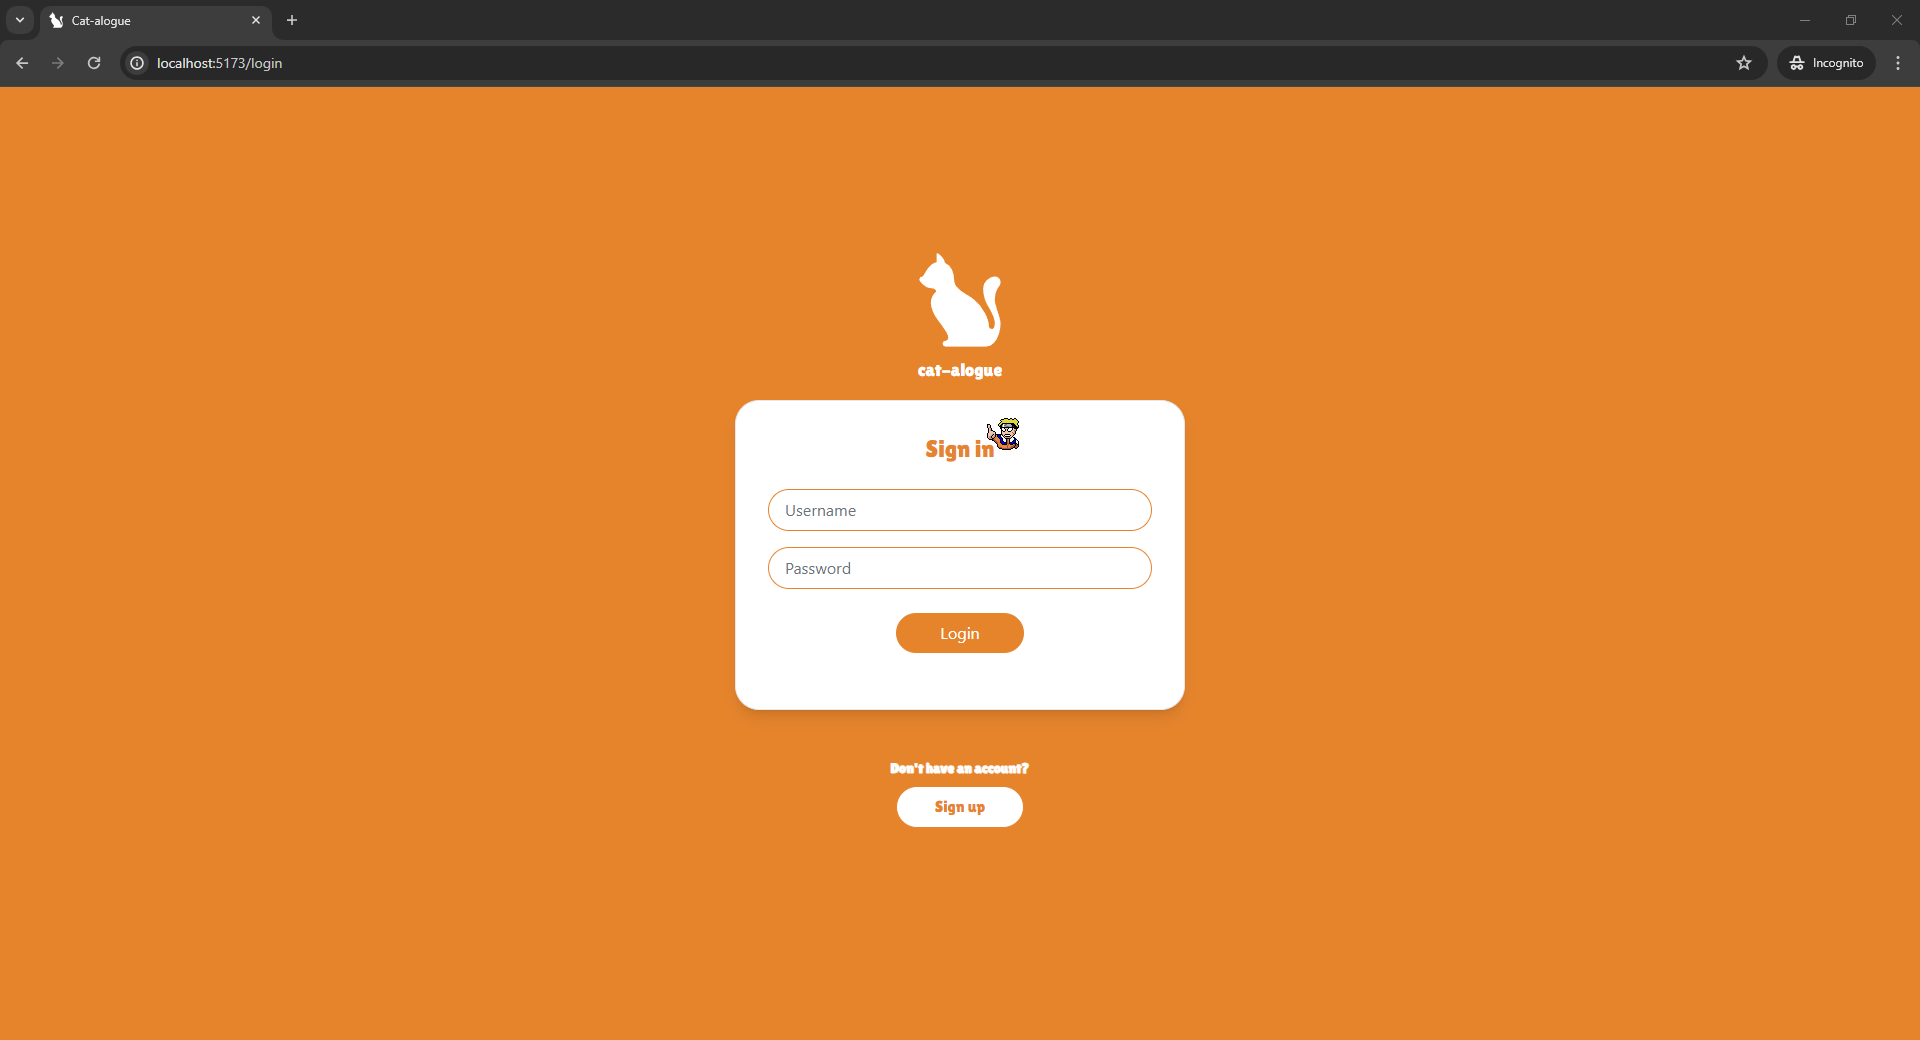 Cat-alogue
localhost:5173/login
Incognito
cat-alogue
Sign in
Username
Password
Login
Don't have an account?
Sign up